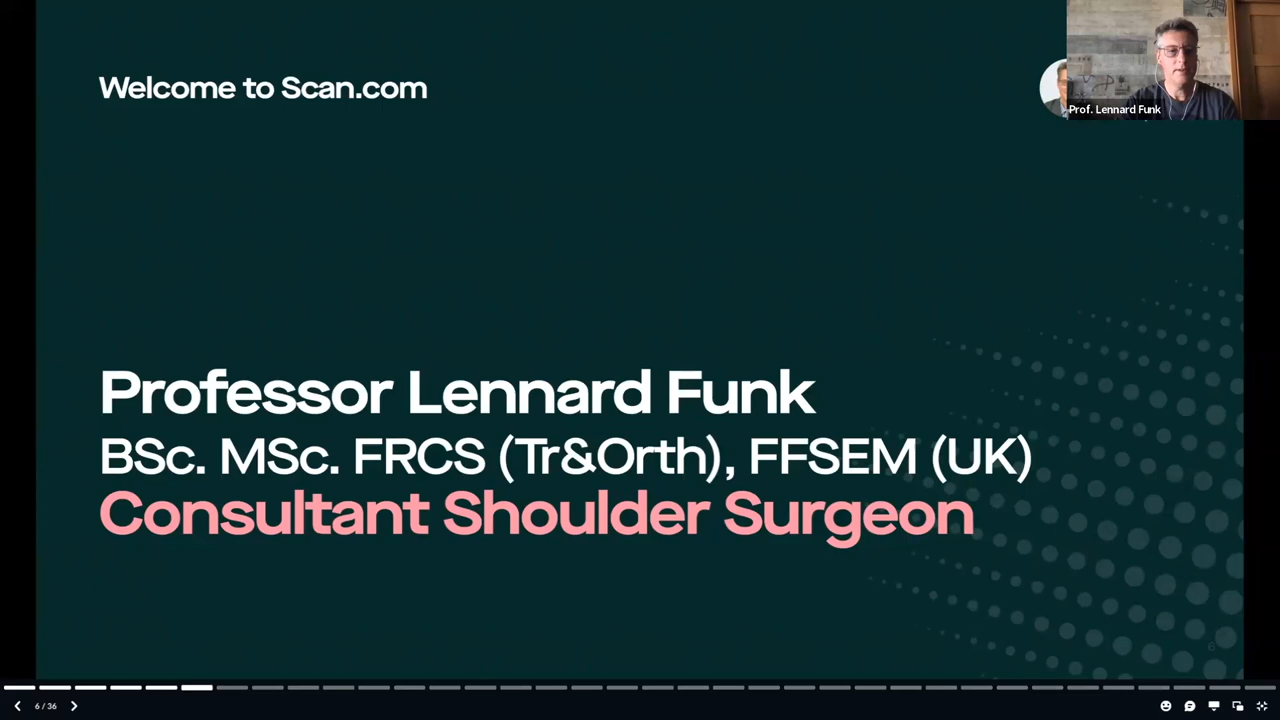 Welcome to Scan.com
Prof. Lennard Funk
Professor Lennard Funk
BSc. MSc. FRCS (Tr&Orth), FFSEM (UK)
Consultant Shoulder Surgeon
6
6 / 36